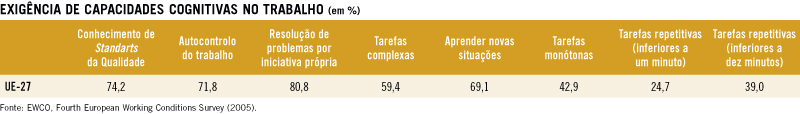 EXIGÊNCIA DE CAPACIDADES COGNITIVAS NO TRABALHO (em %)
Conhecimento de
Standarts
da Qualidade
Autocontrolo
do trabalho
Resolução de
problemas por
iniciativa própria
Tarefas
complexas
Aprender novas
situações
Tarefas
monótonas
Tarefas repetitivas
(inferiores a
um minuto)
Tarefas repetitivas
(inferiores a
dez minutos)
UE-27 74,2 71,8 80,8 59,4 69,1 42,9 24,7 39,0
Fonte: EWCO, Fourth European Working Conditions Survey (2005).